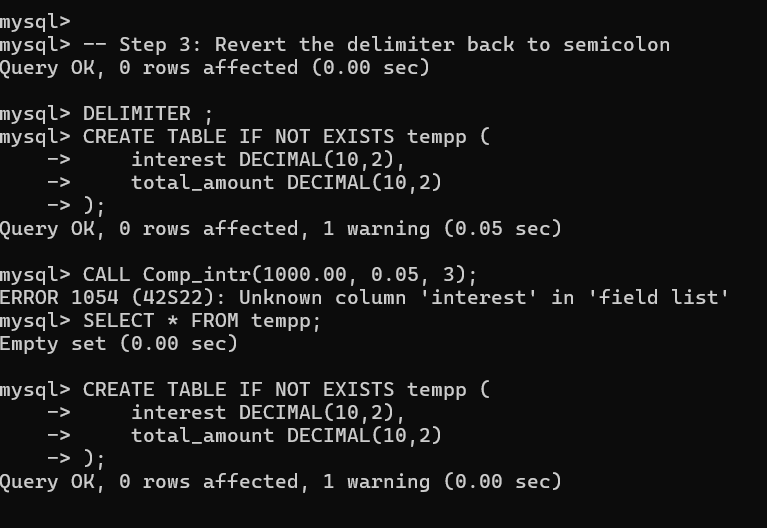 mysql>
mysql> -- Step 3: Revert the delimiter back to semicolon
Query OK, 0 rows affected (0.00 sec)
mysql> DELIMITER ;
mysql> CREATE TABLE IF NOT EXISTS tempp (
    ->     interest DECIMAL(10,2),
    ->     total_amount DECIMAL(10,2)
    -> );
Query OK, 0 rows affected, 1 warning (0.05 sec)
mysql> CALL Comp_intr(1000.00, 0.05, 3);
ERROR 1054 (42S22): Unknown column 'interest' in 'field list'
mysql> SELECT * FROM tempp;
Empty set (0.00 sec)
mysql> CREATE TABLE IF NOT EXISTS tempp (
    ->     interest DECIMAL(10,2),
    ->     total_amount DECIMAL(10,2)
    -> );
Query OK, 0 rows affected, 1 warning (0.00 sec)